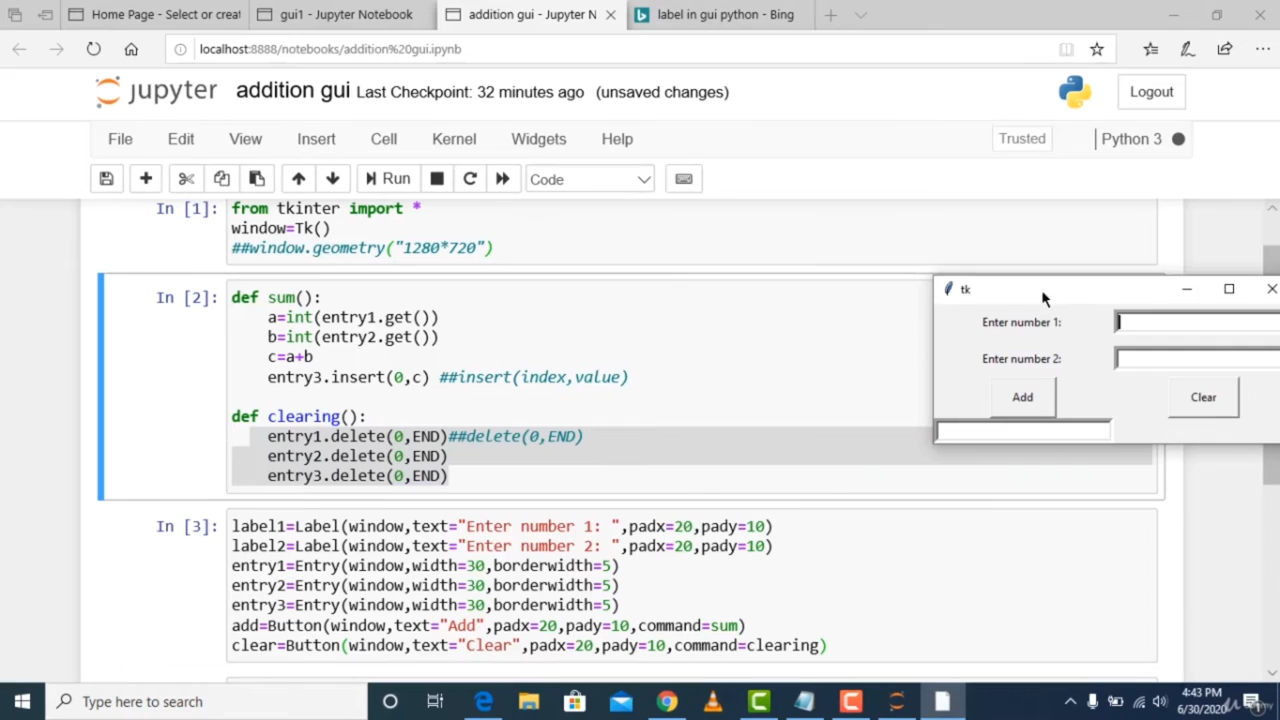 Home Page - Select or creat
gui1 - Jupyter Notebook
addition gui - Jupyter N
label in gui python - Bing
localhost:8888/notebooks/addition%20gui.ipynb
jupyter
addition gui Last Checkpoint: 32 minutes ago (unsaved changes)
Logout
File Edit View Insert Cell Kernel Widgets Help
Trusted
Python 3
Run
Code
In [1]: from tkinter import *
window=Tk()
##window.geometry("1280*720")
In [2]: def sum():
a=int(entry1.get())
b=int(entry2.get())
c=a+b
entry3.insert(0,c) ##insert(index,value)
def clearing():
entry1.delete(0,END)##delete(0,END)
entry2.delete(0,END)
entry3.delete(0,END)
tk
Enter number 1:
Enter number 2:
Add
Clear
In [3]: label1=Label(window,text="Enter number 1: ",padx=20,pady=10)
label2=Label(window,text="Enter number 2: ",padx=20,pady=10)
entry1=Entry(window,width=30,borderwidth=5)
entry2=Entry(window,width=30,borderwidth=5)
entry3=Entry(window,width=30,borderwidth=5)
add=Button(window,text="Add",padx=20,pady=10,command=sum)
clear=Button(window,text="Clear",padx=20,pady=10,command=clearing)
Type here to search
4:43 PM
6/30/2020